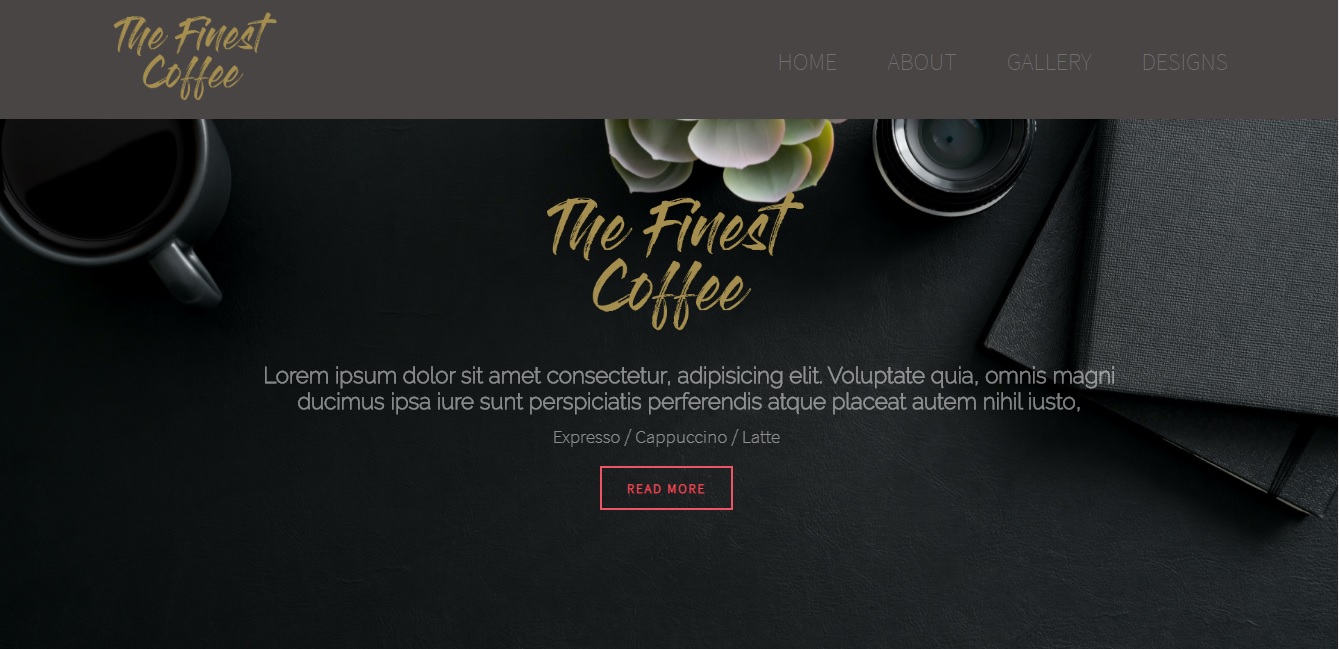 The Finest
Coffee
HOME ABOUT GALLERY DESIGNS
The Finest
Coffee
Lorem ipsum dolor sit amet consectetur, adipisicing elit. Voluptate quia, omnis magni
ducimus ipsa iure sunt perspiciatis perferendis atque placeat autem nihil iusto,
Expresso / Cappuccino / Latte
READ MORE